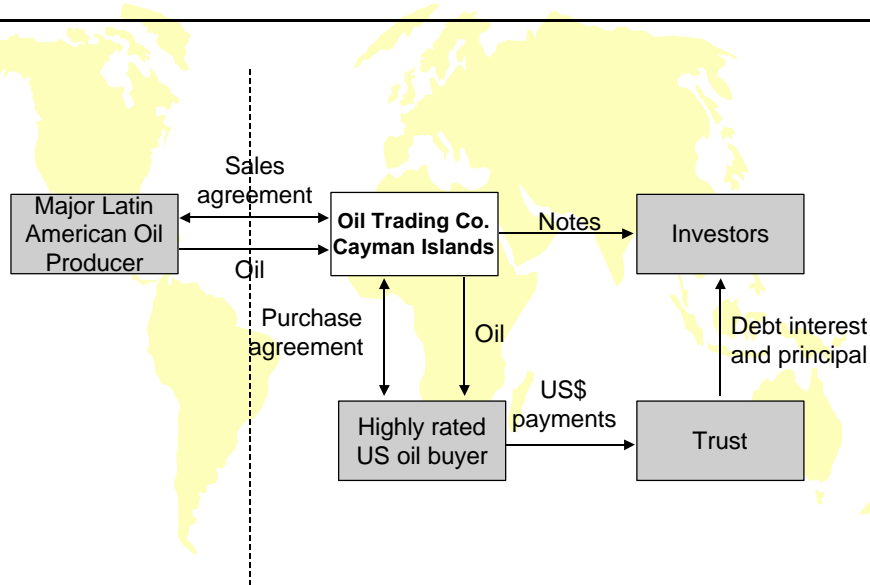 Sales
agreement
Major Latin
American Oil
Producer
Oil
Oil Trading Co.
Cayman Islands
Notes
Investors
Purchase
agreement
Oil
Debt interest
and principal
Highly rated
US oil buyer
US$
payments
Trust